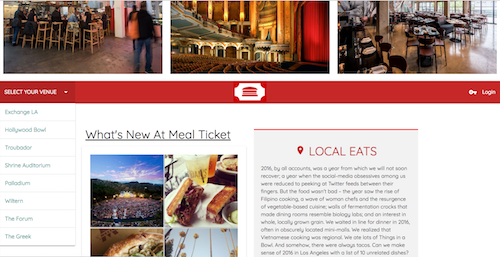 SELECT YOUR VENUE
Login
Exchange LA
Hollywood Bowl
Troubador
Shrine Auditorium
Palladium
Wiltern
The Forum
The Greek
What's New At Meal Ticket
LOCAL EATS
2016, by all accounts, was a year from which we will not soon
recover; a year when the social-media obsessives among us
were reduced to peeking at Twitter feeds between their
fingers. But the food wasn't bad – the year saw the rise of
Filipino cooking, a wave of women chefs and the resurgence
of vegetable-based cuisine; walls of fermentation crocks that
made dining rooms resemble biology labs; and an interest in
whole, locally grown grain. We waited in line for dinner in 2016,
often in obscurely located mini-malls. We realized that
Vietnamese cooking was regional. We ate lots of Things in a
Bowl. And somehow, there were always tacos. Can we make
sense of 2016 in Los Angeles with a list of 10 unrelated dishes?